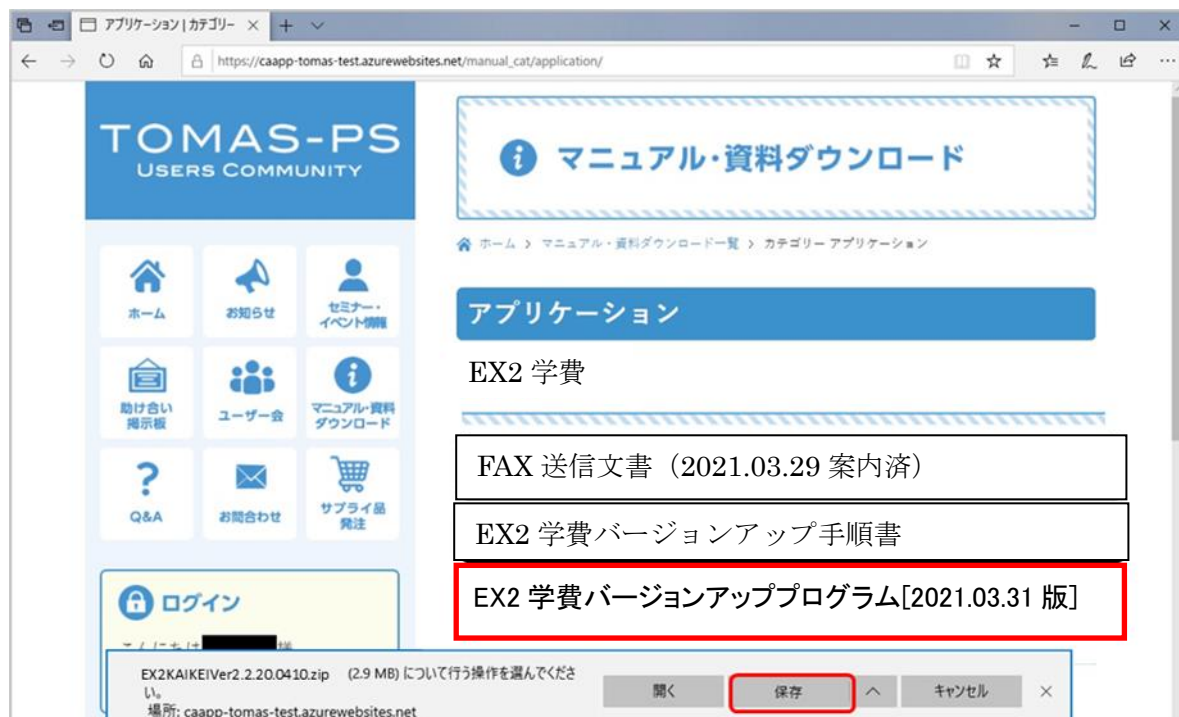 アプリケーション | カテゴリー
https://caapp-tomas-test.azurewebsites.net/manual_cat/application/
TOMAS-PS
USERS COMMUNITY
マニュアル・資料ダウンロード
ホーム > マニュアル・資料ダウンロード一覧 > カテゴリー アプリケーション
ホーム
お知らせ
セミナー・
イベント情報
アプリケーション
EX2 学費
助け合い
掲示板
ユーザー会
マニュアル・資料
ダウンロード
FAX 送信文書（2021.03.29 案内済）
Q&A
お問合わせ
サプライ品
発注
EX2 学費バージョンアップ手順書
EX2 学費バージョンアッププログラム[2021.03.31 版]
ログイン
こんにちは 様
EX2KAIKEIVer2.2.20.0410.zip (2.9 MB) について行う操作を選んでくださ
い。
場所: caapp-tomas-test.azurewebsites.net
開く
保存
キャンセル